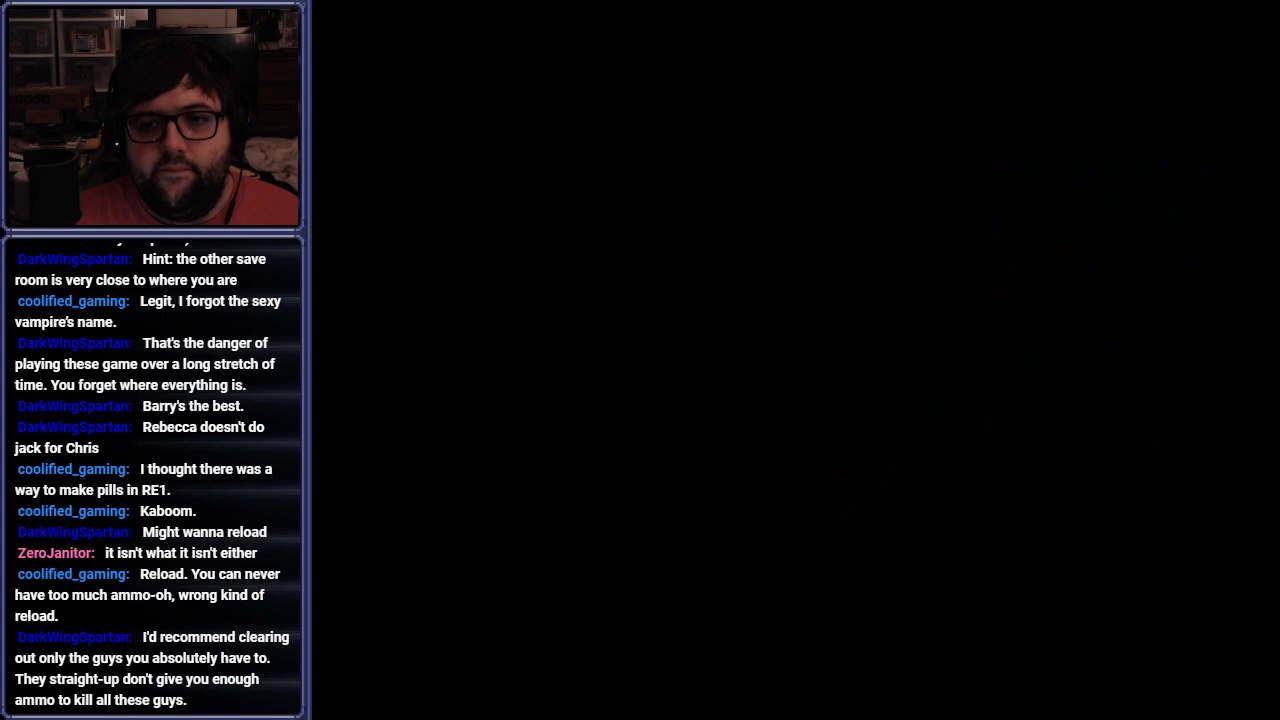 DarkWingSpartan: Hint: the other save
room is very close to where you are
coolified_gaming: Legit, I forgot the sexy
vampire's name.
DarkWingSpartan: That's the danger of
playing these game over a long stretch of
time. You forget where everything is.
DarkWingSpartan: Barry's the best.
DarkWingSpartan: Rebecca doesn't do
jack for Chris
coolified_gaming: I thought there was a
way to make pills in RE1.
coolified_gaming: Kaboom.
DarkWingSpartan: Might wanna reload
ZeroJanitor: it isn't what it isn't either
coolified_gaming: Reload. You can never
have too much ammo-oh, wrong kind of
reload.
DarkWingSpartan: I'd recommend clearing
out only the guys you absolutely have to.
They straight-up don't give you enough
ammo to kill all these guys.